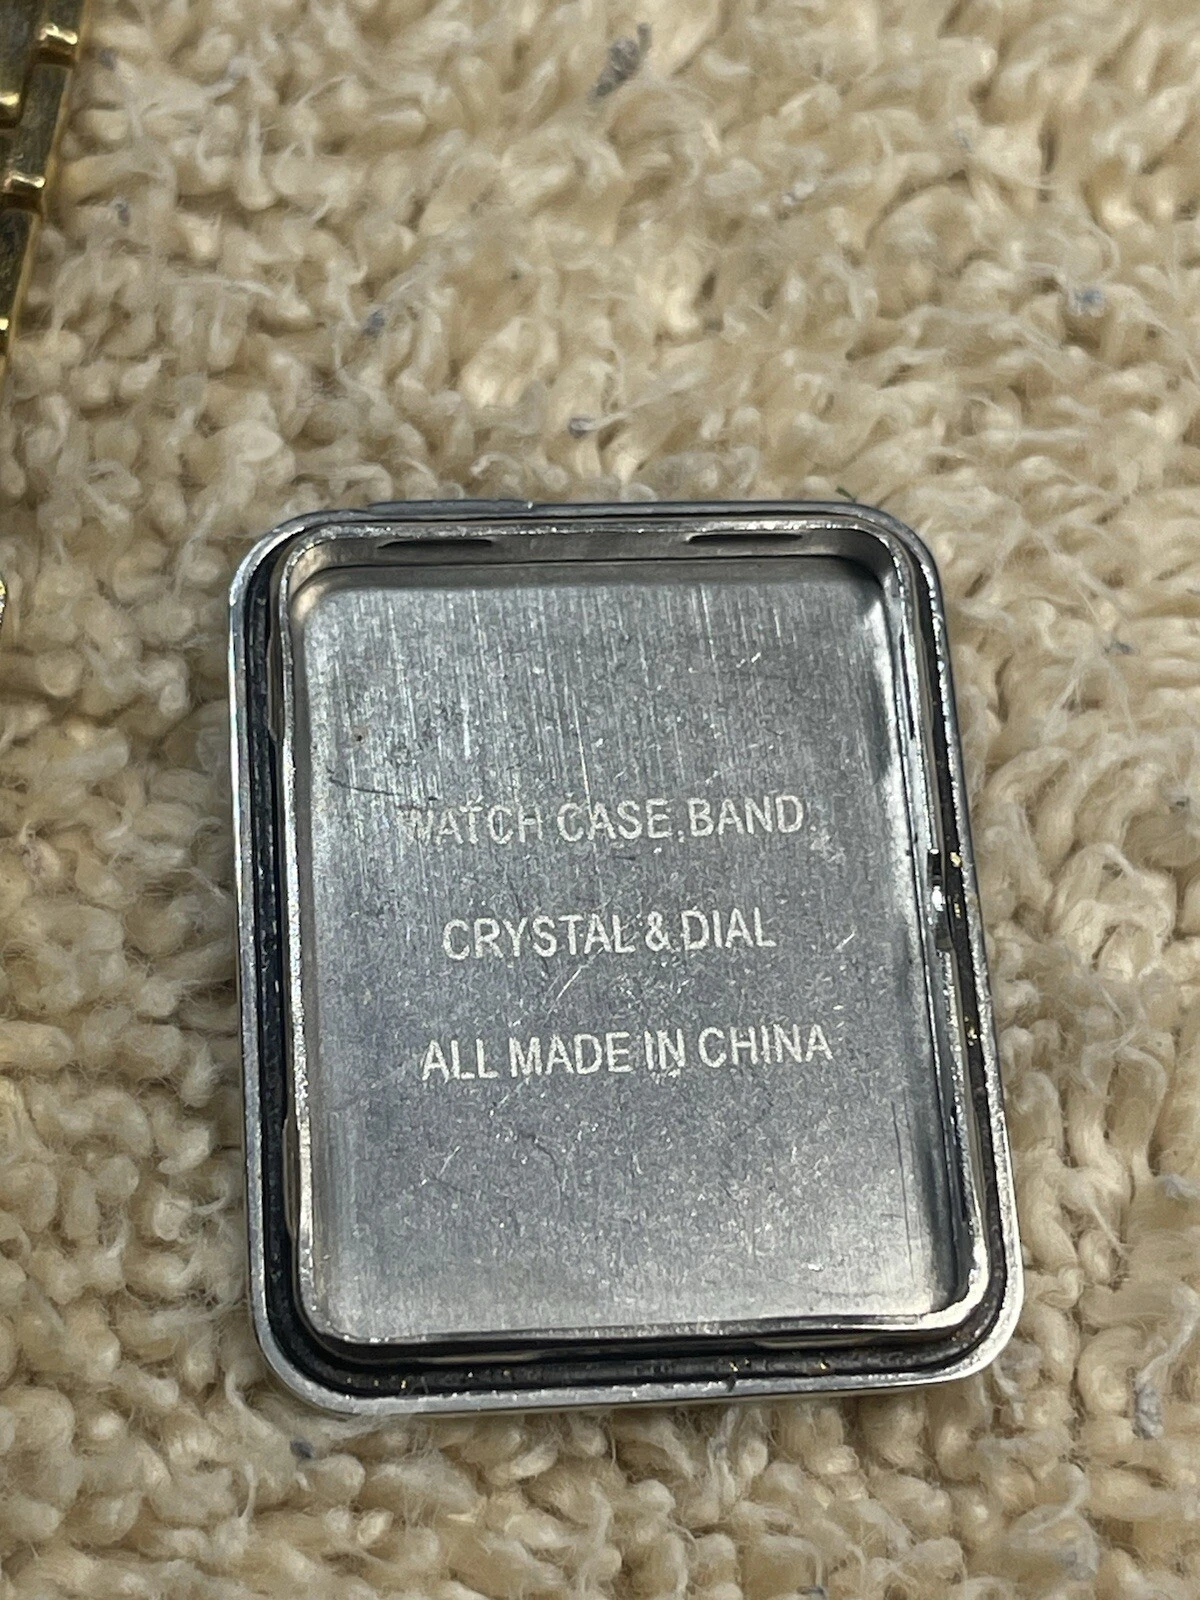 WATCH CASE, BAND,
CRYSTAL & DIAL
ALL MADE IN CHINA